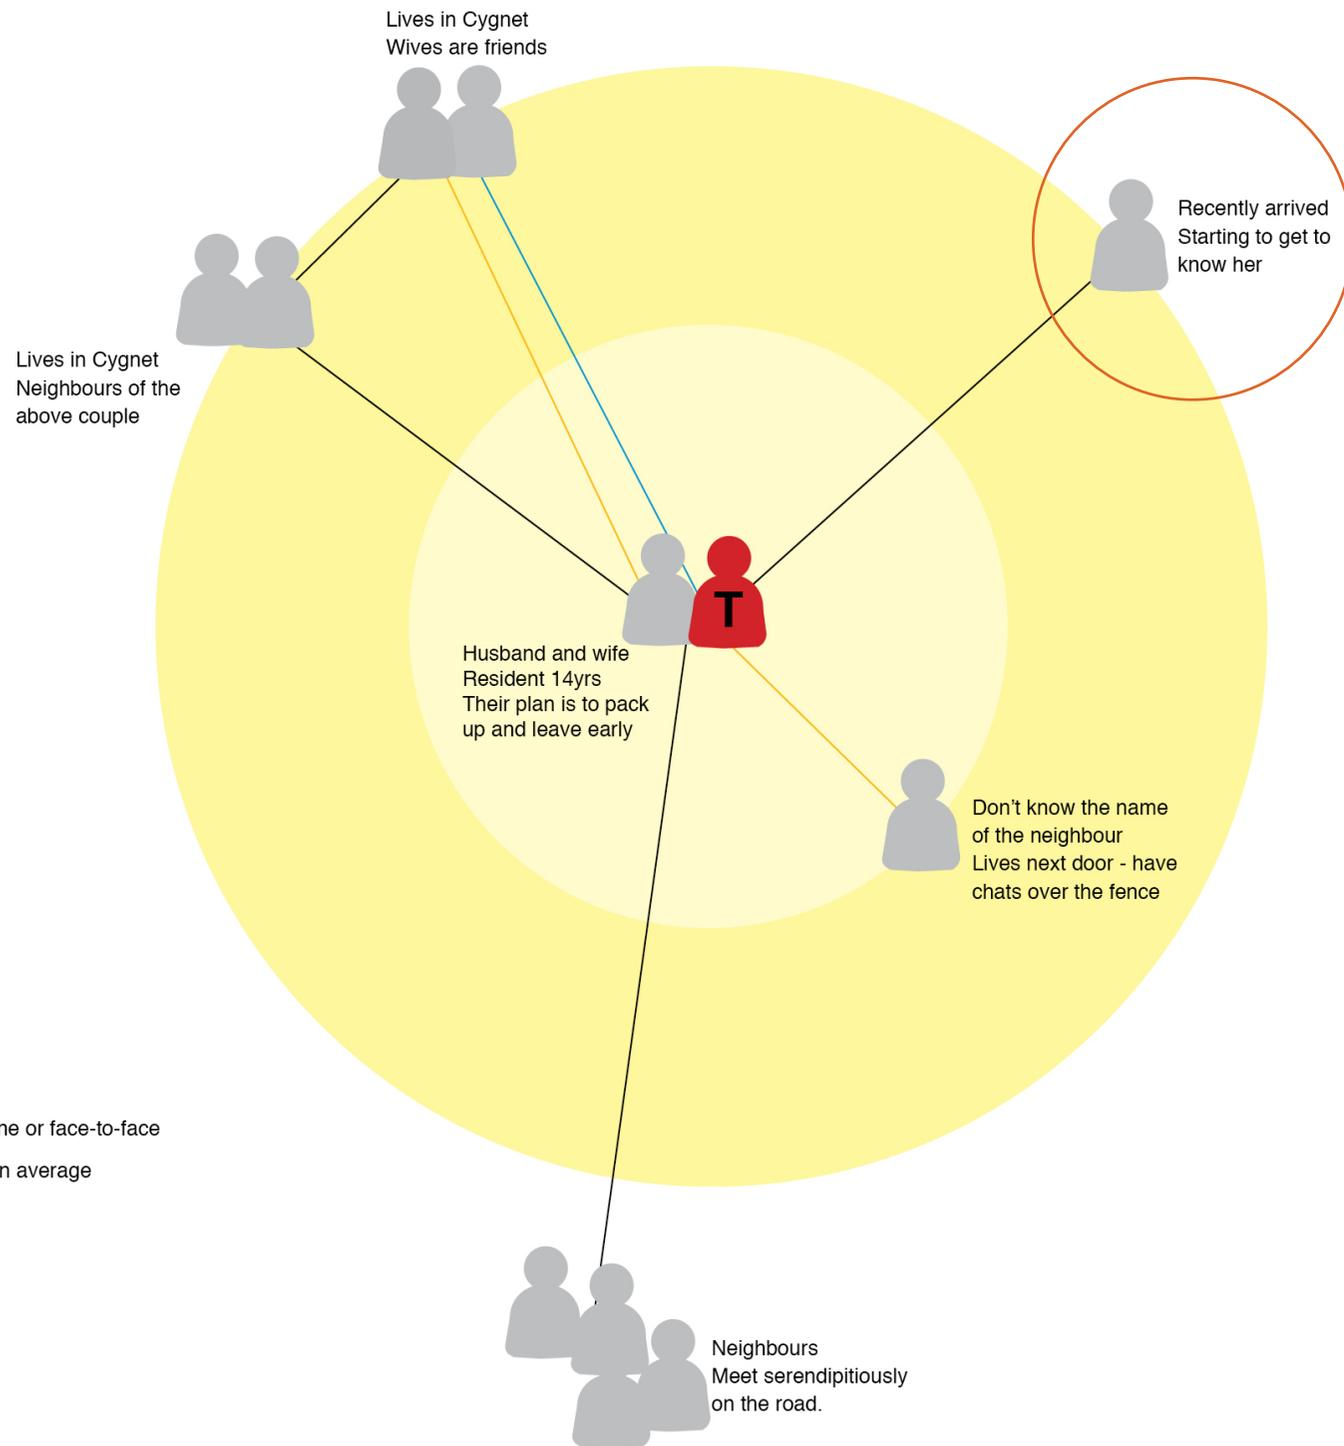 Lives in Cygnet
Wives are friends
Recently arrived
Starting to get to
know her
Lives in Cygnet
Neighbours of the
above couple
T
Husband and wife
Resident 14yrs
Their plan is to pack
up and leave early
Don’t know the name
of the neighbour
Lives next door - have
chats over the fence
or face-to-face
average
Neighbours
Meet serendipitiously
on the road.